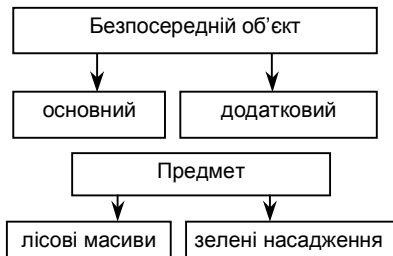 Безпосередній об’єкт
основний додатковий
Предмет
лісові масиви зелені насадження